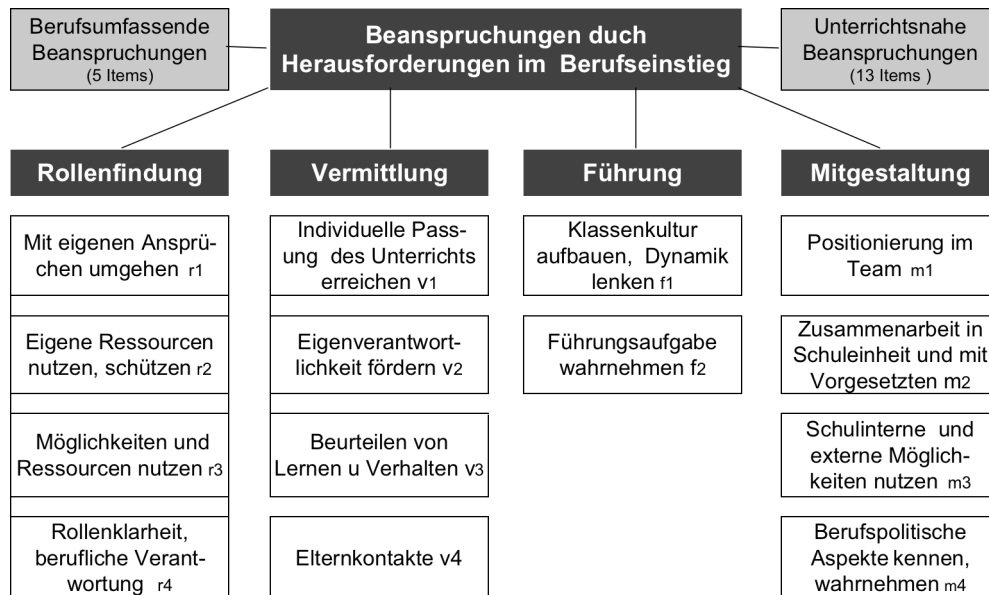 Berufsumfassende
Beanspruchungen
(5 Items)
Beanspruchungen duch
Herausforderungen im Berufseinstieg
Unterrichtsnahe
Beanspruchungen
(13 Items )
Rollenfindung
Vermittlung
Führung
Mitgestaltung
Mit eigenen Ansprü-
chen umgehen r1
Individuelle Pass-
ung des Unterrichts
erreichen v1
Klassenkultur
aufbauen, Dynamik
lenken f1
Positionierung im
Team m1
Eigene Ressourcen
nutzen, schützen r2
Eigenverantwort-
lichkeit fördern v2
Führungsaufgabe
wahrnehmen f2
Zusammenarbeit in
Schuleinheit und mit
Vorgesetzten m2
Möglichkeiten und
Ressourcen nutzen r3
Beurteilen von
Lernen u Verhalten v3
Schulinterne und
externe Möglich-
keiten nutzen m3
Rollenklarheit,
berufliche Verant-
wortung r4
Elternkontakte v4
Berufspolitische
Aspekte kennen,
wahrnehmen m4